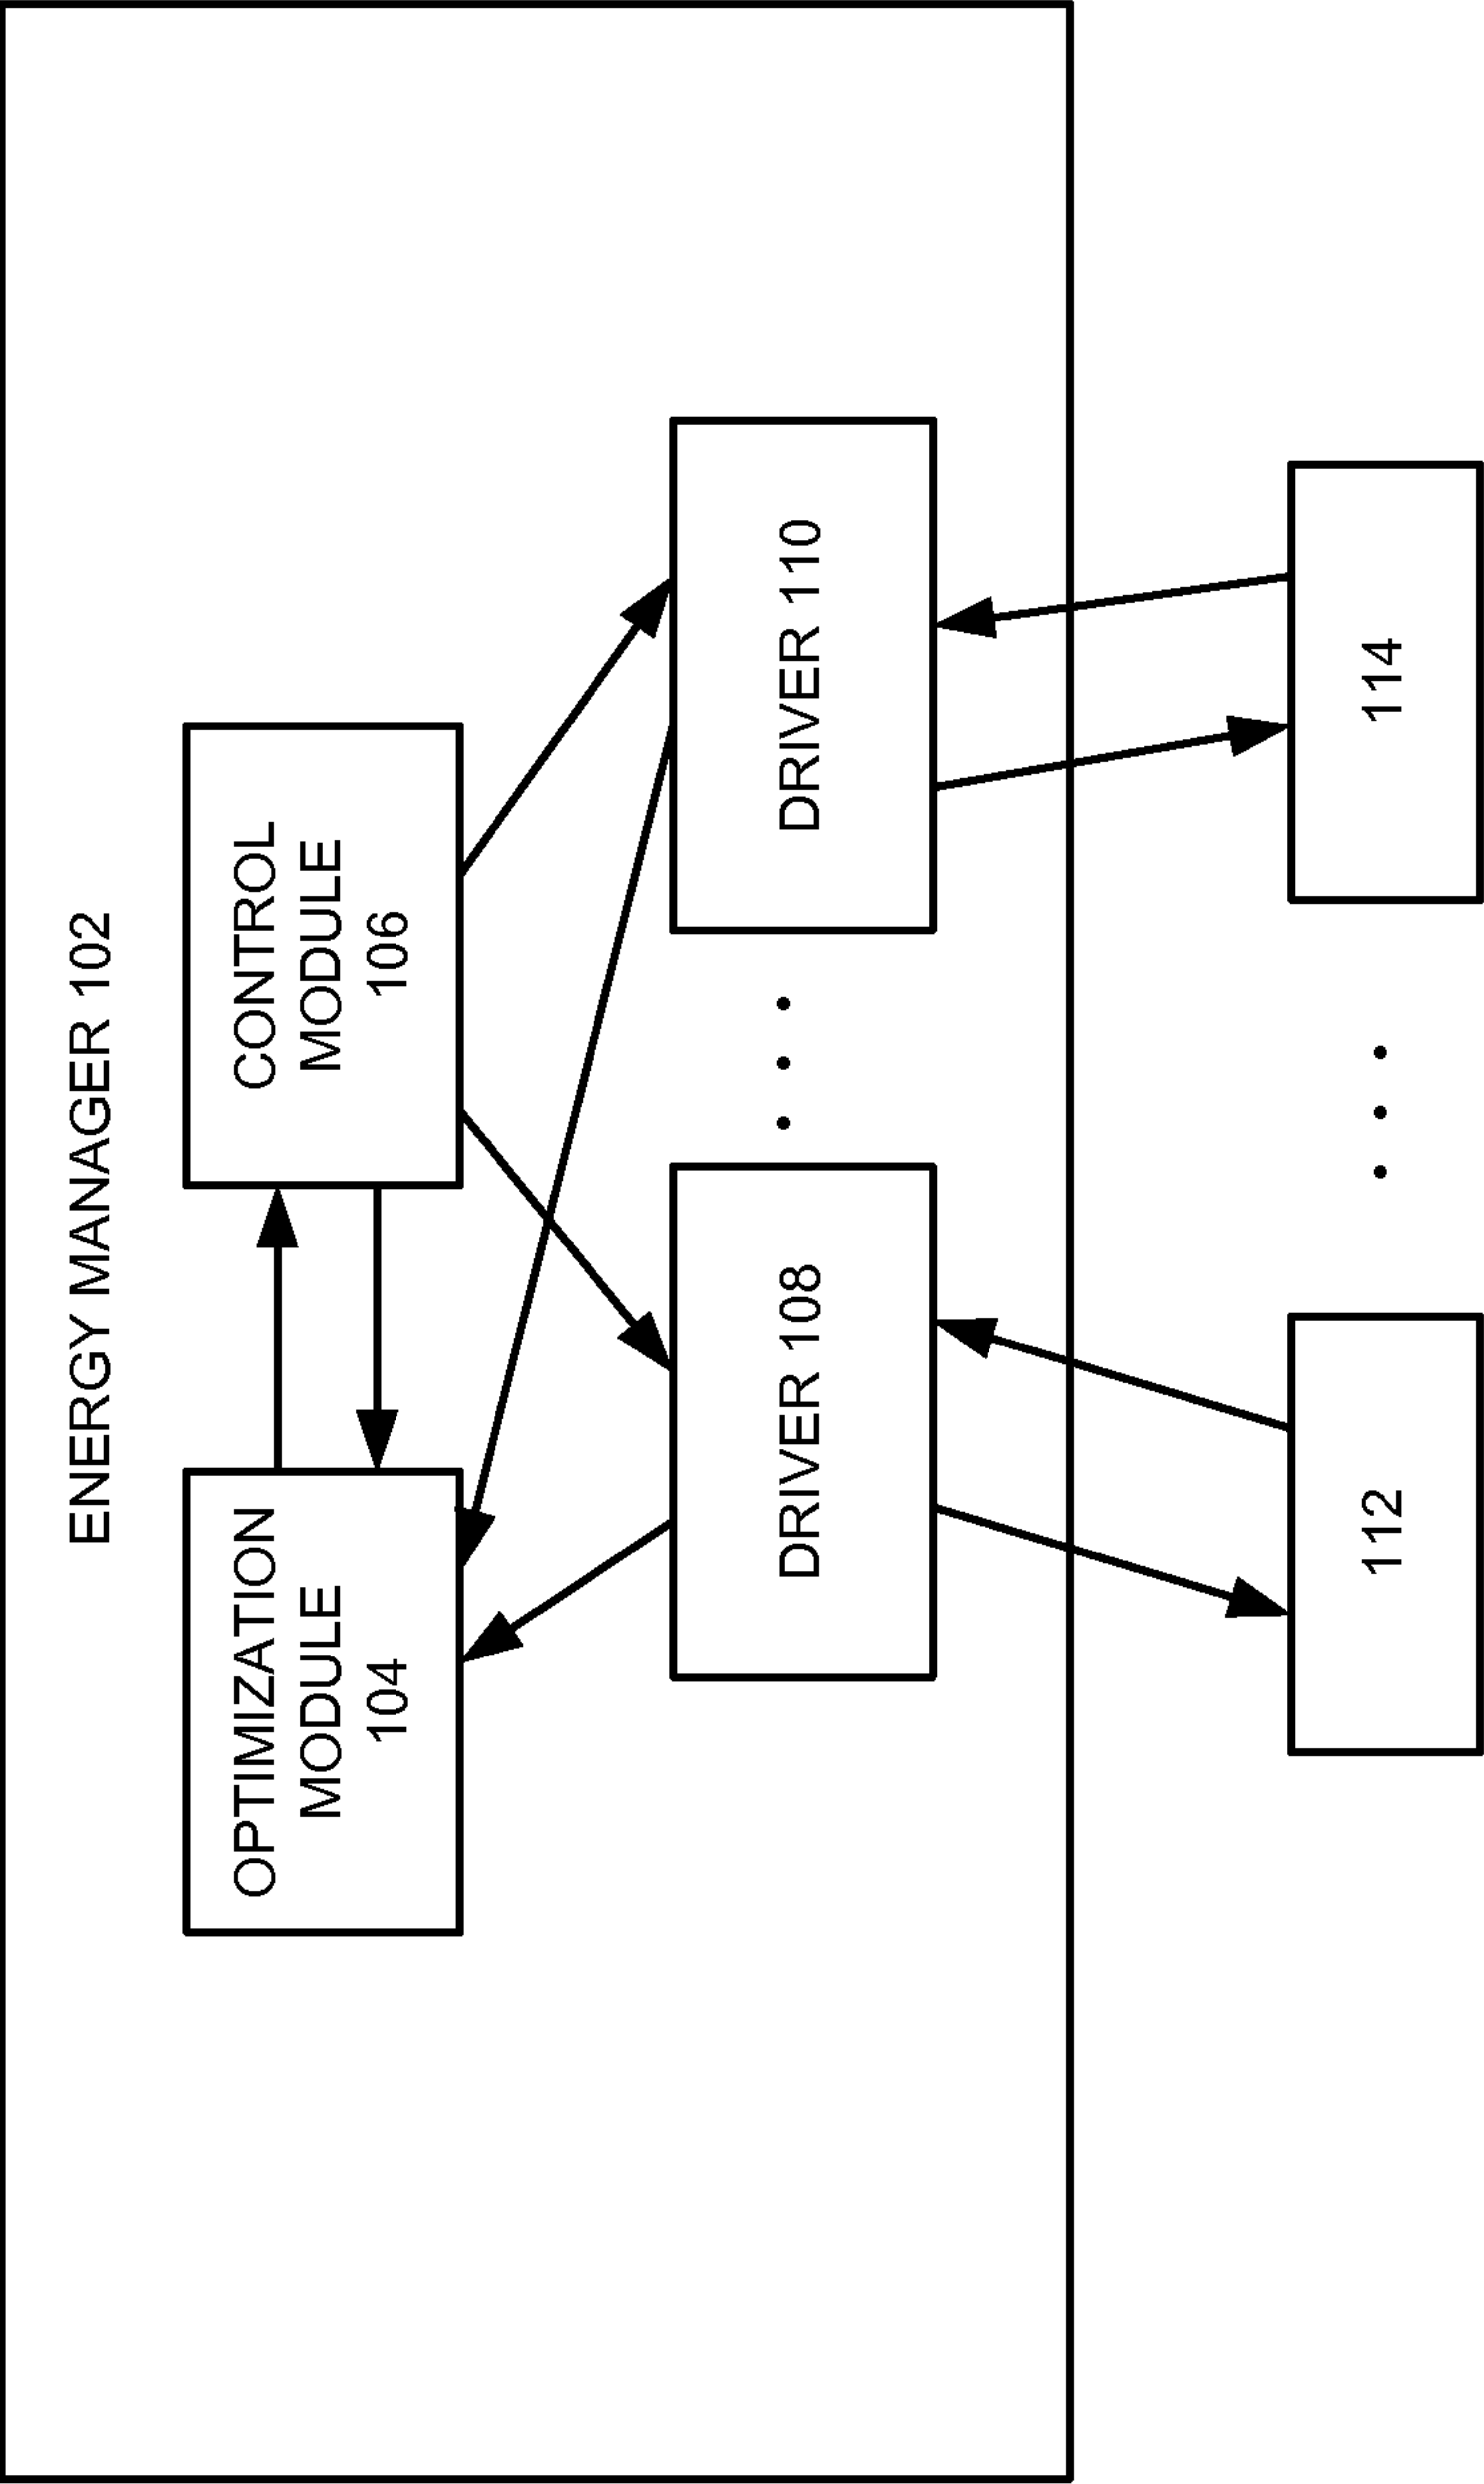 ENERGY MANAGER 102
OPTIMIZATION
MODULE
104
CONTROL
MODULE
106
DRIVER 108
DRIVER 110
112
114